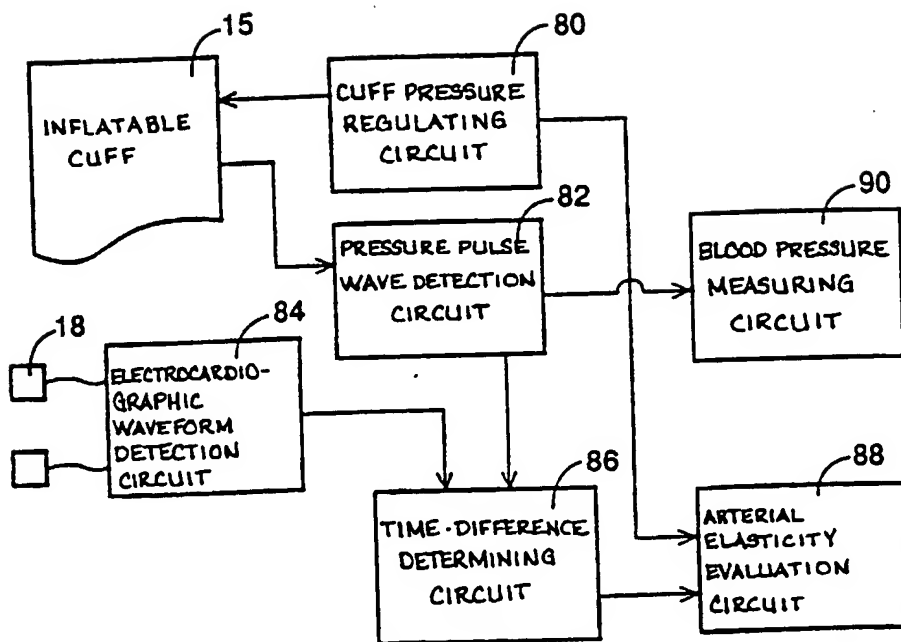 15
INFLATABLE
CUFF
80
CUFF PRESSURE
REGULATING
CIRCUIT
82
PRESSURE PULSE
WAVE DETECTION
CIRCUIT
90
BLOOD PRESSURE
MEASURING
CIRCUIT
18
84
ELECTROCARDIO-
GRAPHIC
WAVEFORM
DETECTION
CIRCUIT
86
TIME-DIFFERENCE
DETERMINING
CIRCUIT
88
ARTERIAL
ELASTICITY
EVALUATION
CIRCUIT